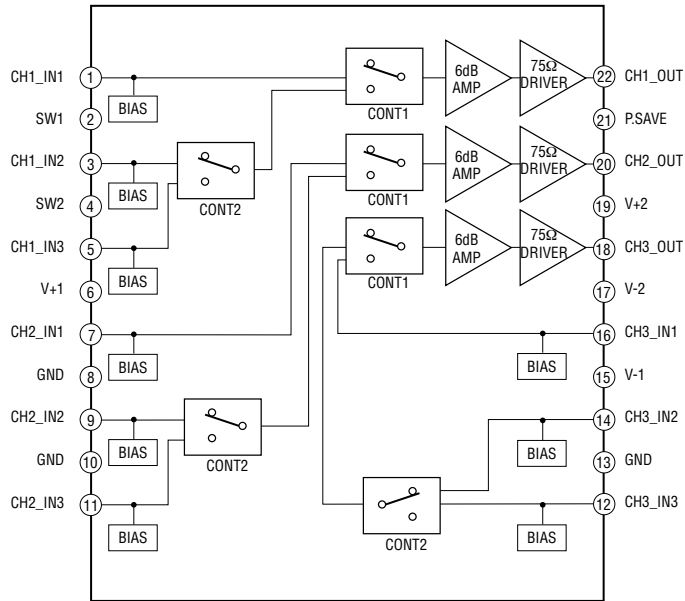 CH1_IN1
1
BIAS
SW1
2
CH1_IN2
3
BIAS
CONT2
SW2
4
CH1_IN3
5
BIAS
V+1
6
CH2_IN1
7
BIAS
GND
8
CH2_IN2
9
BIAS
CONT2
GND
10
CH2_IN3
11
BIAS
CONT1
6dB
AMP
75Ω
DRIVER
22
CH1_OUT
21
P.SAVE
CONT1
6dB
AMP
75Ω
DRIVER
20
CH2_OUT
19
V+2
CONT1
6dB
AMP
75Ω
DRIVER
18
CH3_OUT
17
V-2
16
CH3_IN1
BIAS
15
V-1
14
CH3_IN2
BIAS
13
GND
12
CH3_IN3
BIAS
CONT2